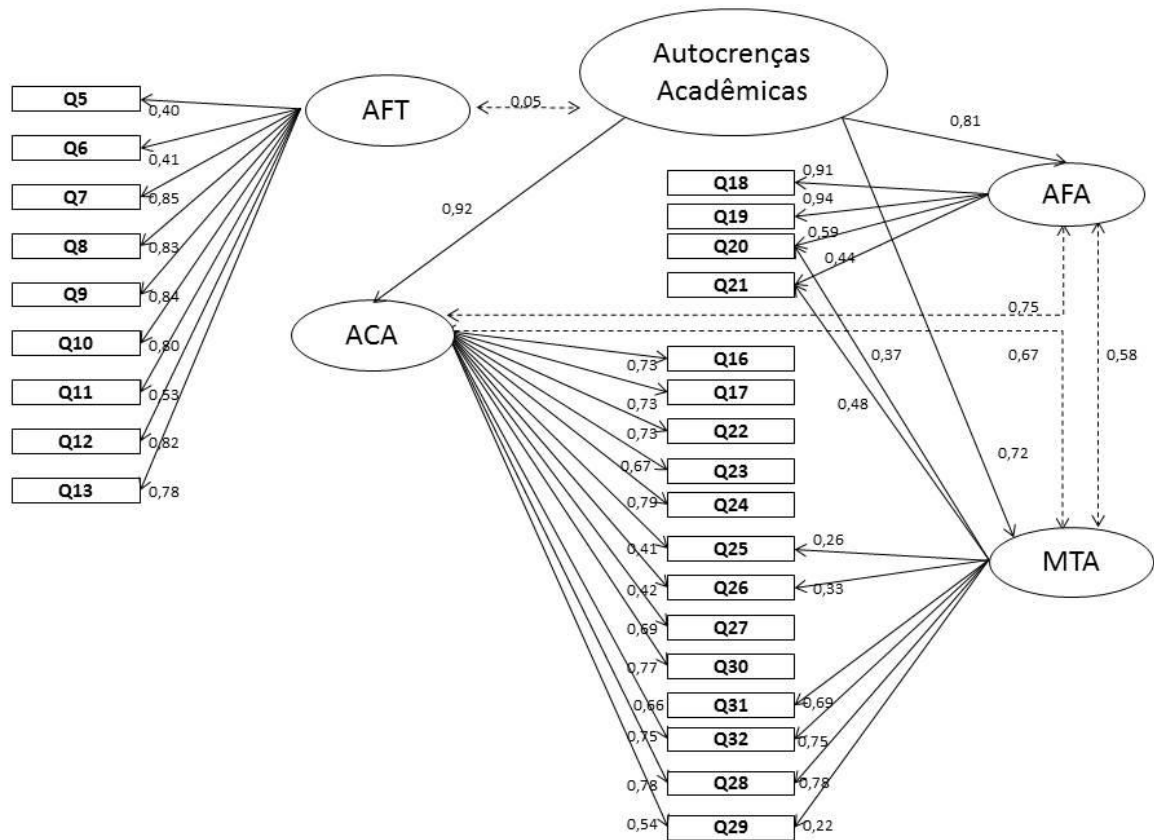 Autocrenças
Acadêmicas
AFT
0,05
Q5
0,40
Q6
0,41
Q7
0,85
Q8
0,83
Q9
0,84
Q10
0,80
Q11
0,53
Q12
0,82
Q13
0,78
0,92
0,81
AFA
Q18
0,91
Q19
0,94
Q20
0,59
Q21
0,44
ACA
0,75
0,67
0,58
0,37
0,48
0,72
MTA
0,73
Q16
Q17
0,73
Q22
0,73
Q23
0,67
Q24
0,79
Q25
0,41
0,26
Q26
0,42
0,33
Q27
0,69
Q30
0,77
Q31
0,66
0,69
Q32
0,75
0,75
Q28
0,78
0,78
Q29
0,54
0,22